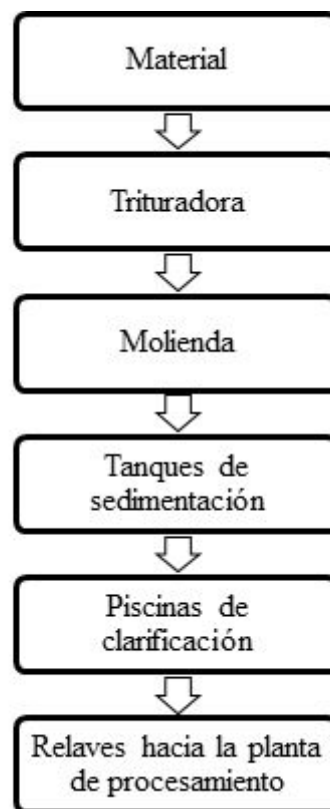 Material
Trituradora
Molienda
Tanques de
sedimentación
Piscinas de
clarificación
Relaves hacia la planta
de procesamiento